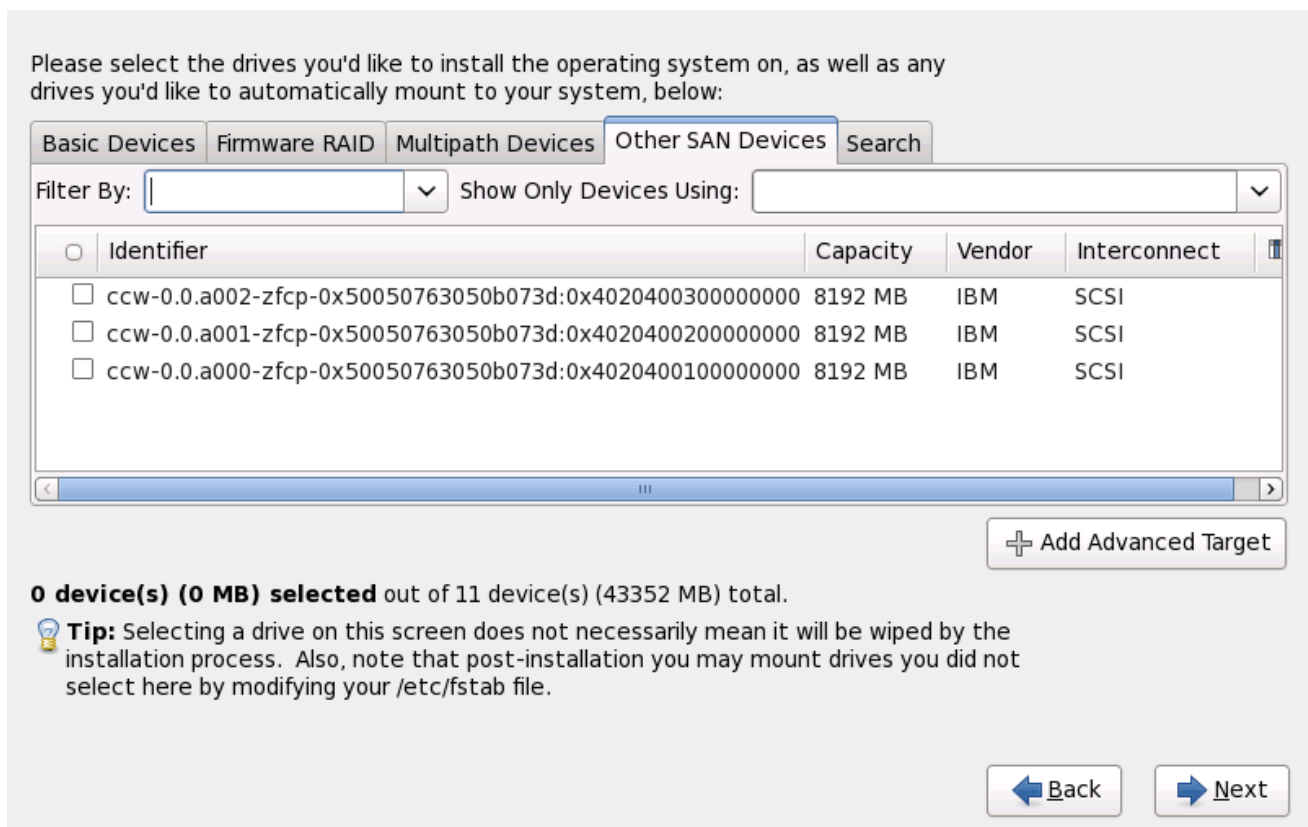 Please select the drives you'd like to install the operating system on, as well as any
drives you'd like to automatically mount to your system, below:
Basic Devices Firmware RAID Multipath Devices Other SAN Devices Search
Filter By: Show Only Devices Using:
Identifier Capacity Vendor Interconnect
ccw-0.0.a002-zfcp-0x50050763050b073d:0x4020400300000000 8192 MB IBM SCSI
ccw-0.0.a001-zfcp-0x50050763050b073d:0x4020400200000000 8192 MB IBM SCSI
ccw-0.0.a000-zfcp-0x50050763050b073d:0x4020400100000000 8192 MB IBM SCSI
Add Advanced Target
0 device(s) (0 MB) selected out of 11 device(s) (43352 MB) total.
Tip: Selecting a drive on this screen does not necessarily mean it will be wiped by the
installation process.  Also, note that post-installation you may mount drives you did not
select here by modifying your /etc/fstab file.
Back Next